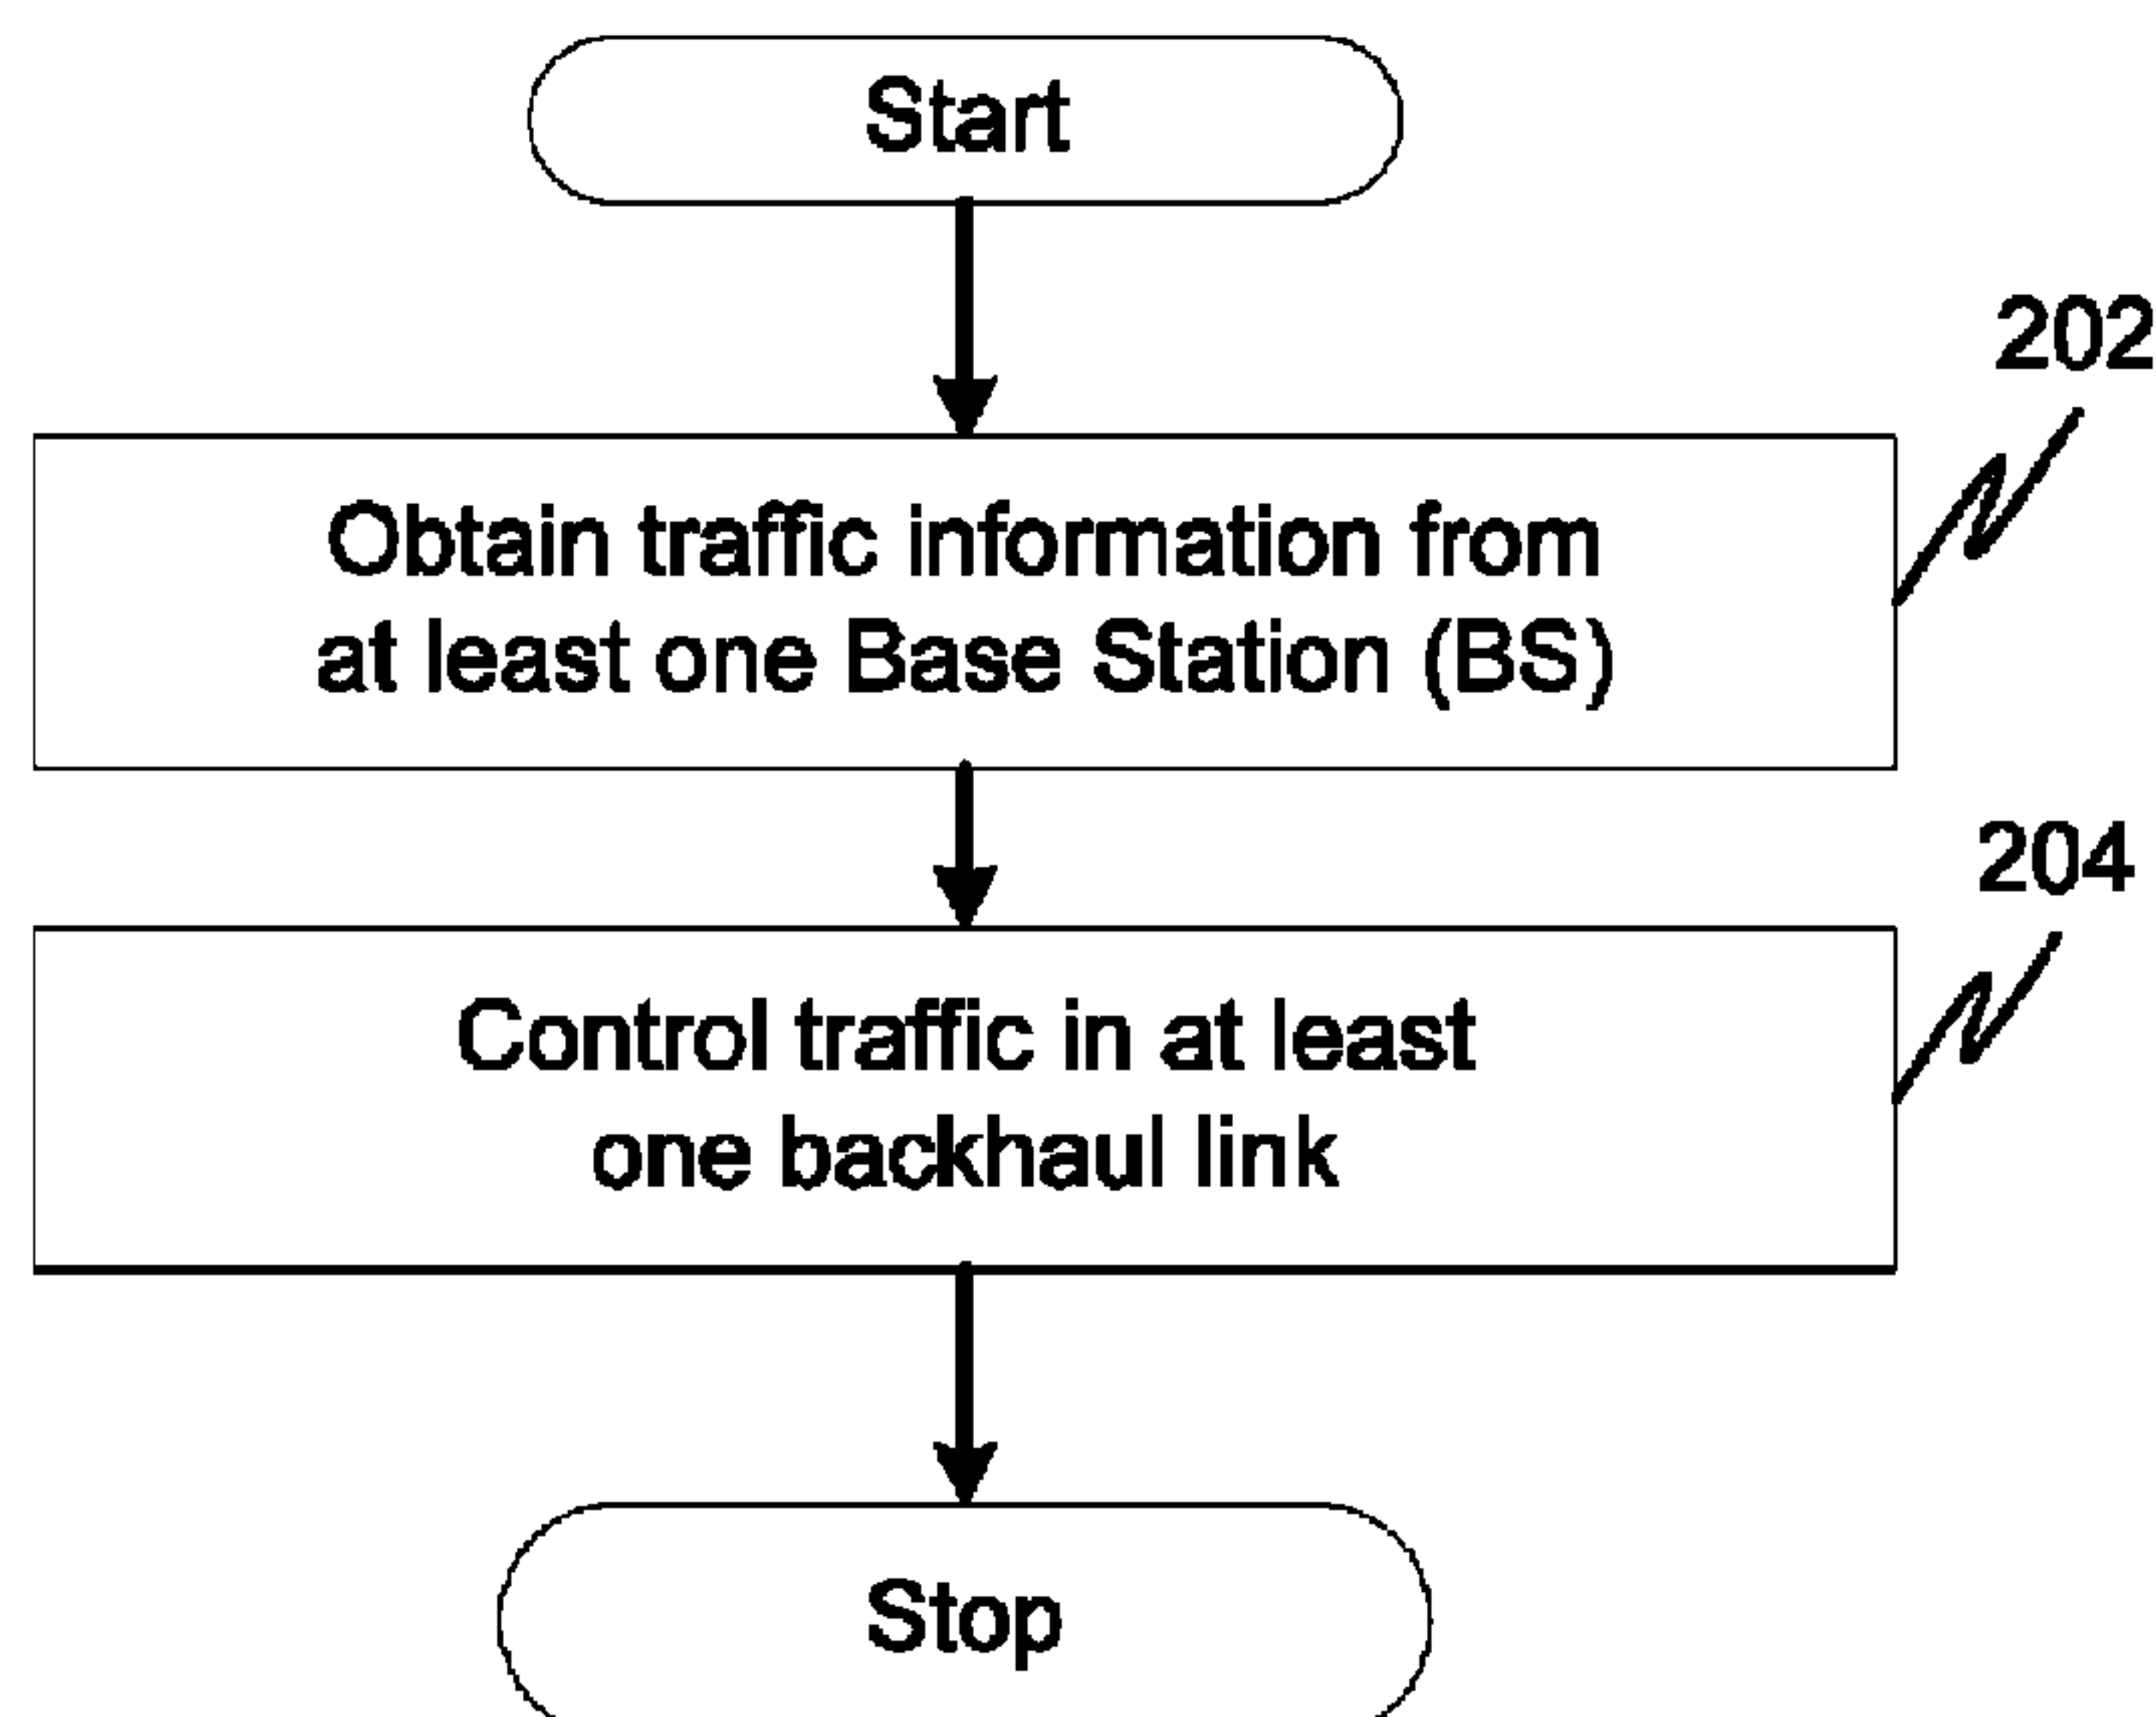 Start
202
Obtain traffic information from
at least one Base Station (BS)
204
Control traffic in at least
one backhaul link
Stop